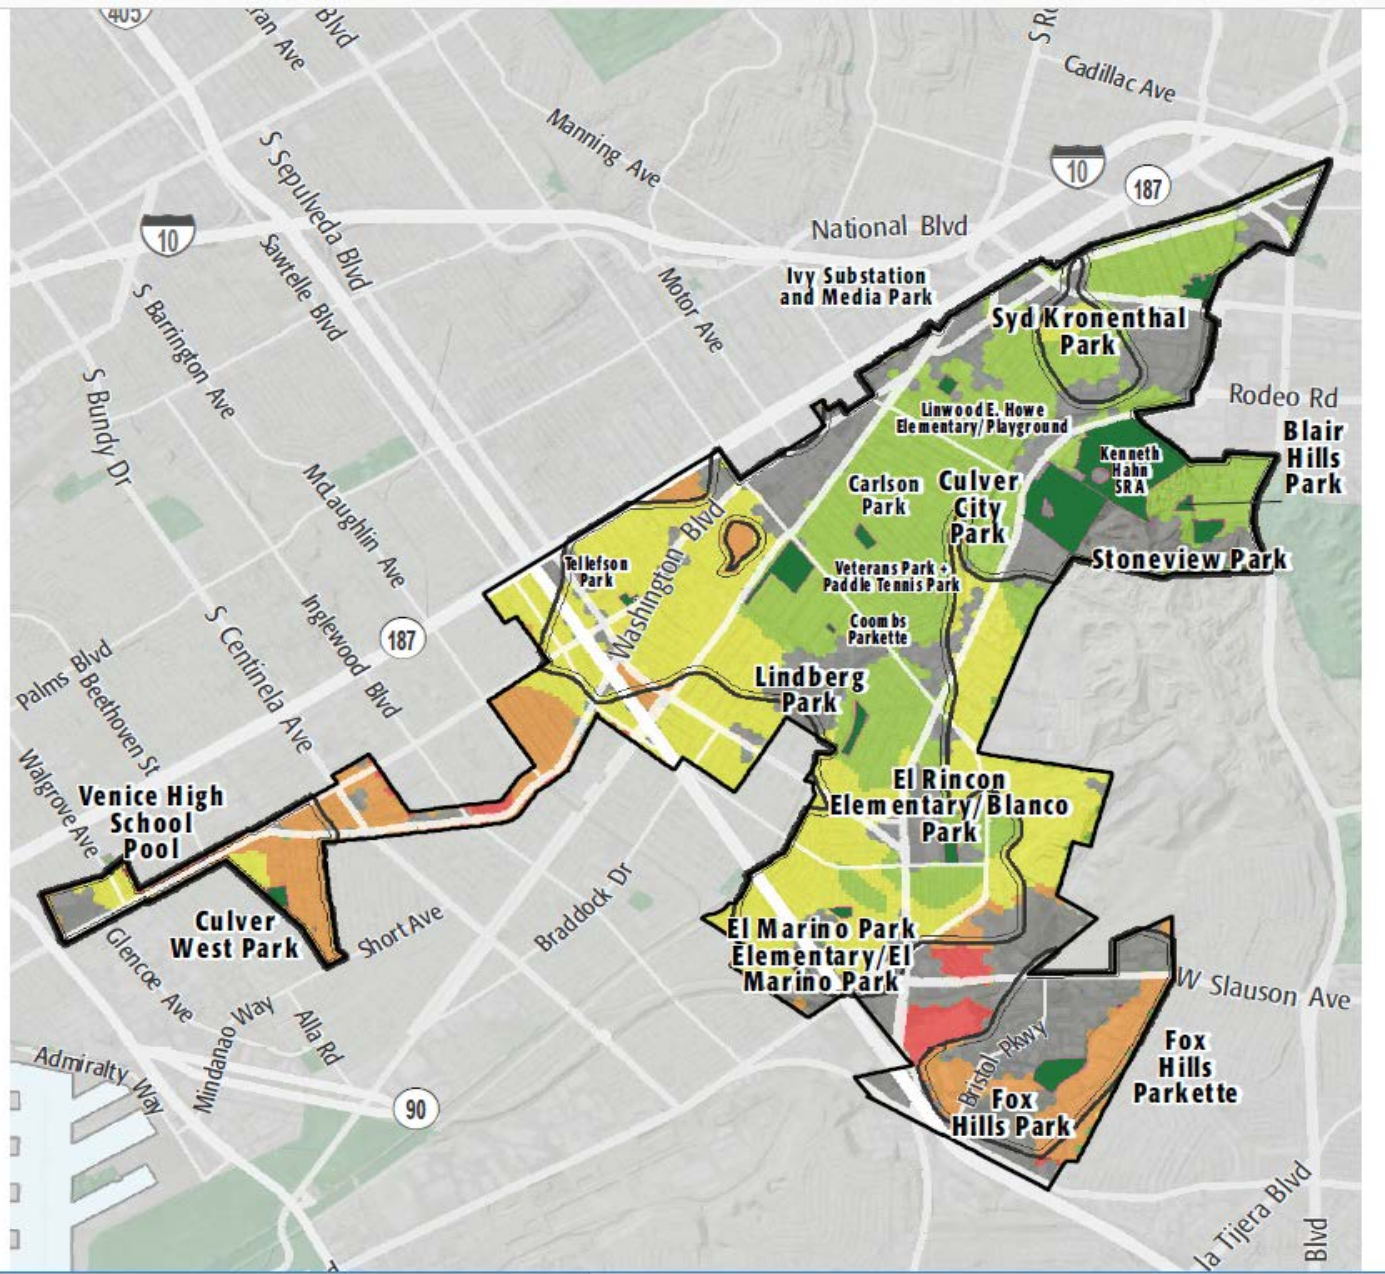 405
Blvd
Cadillac Ave
Manning Ave
10
187
S Sepulveda Blvd
National Blvd
10
Sawtelle Blvd
Ivy Substation
and Media Park
Motor Ave
S Barrington Ave
Syd Kronenthal
Park
S Bundy Dr
Rodeo Rd
Linwood E. Howe
Elementary/Playground
Blair
Hills
Park
Kenneth
Hahn
SRA
McLaughlin Ave
Carlson
Park
Culver
City
Park
Washington Blvd
Stoneview Park
Tellefson
Park
Veterans Park +
Paddle Tennis Park
Inglewood Blvd
S Centinela Ave
187
Coombs
Parkette
Palms Blvd
Beethoven St
Lindberg
Park
Walgrove Ave
Venice High
School
Pool
El Rincon
Elementary/Blanco
Park
Braddock Dr
Culver
West Park
Short Ave
El Marino Park
Elementary/El
Marino Park
Glencoe Ave
W Slauson Ave
Mindanao Way
Alla Rd
Bristol Pkwy
Fox
Hills
Parkette
Admiralty Way
90
Fox
Hills Park
la Tijera Blvd
Blvd